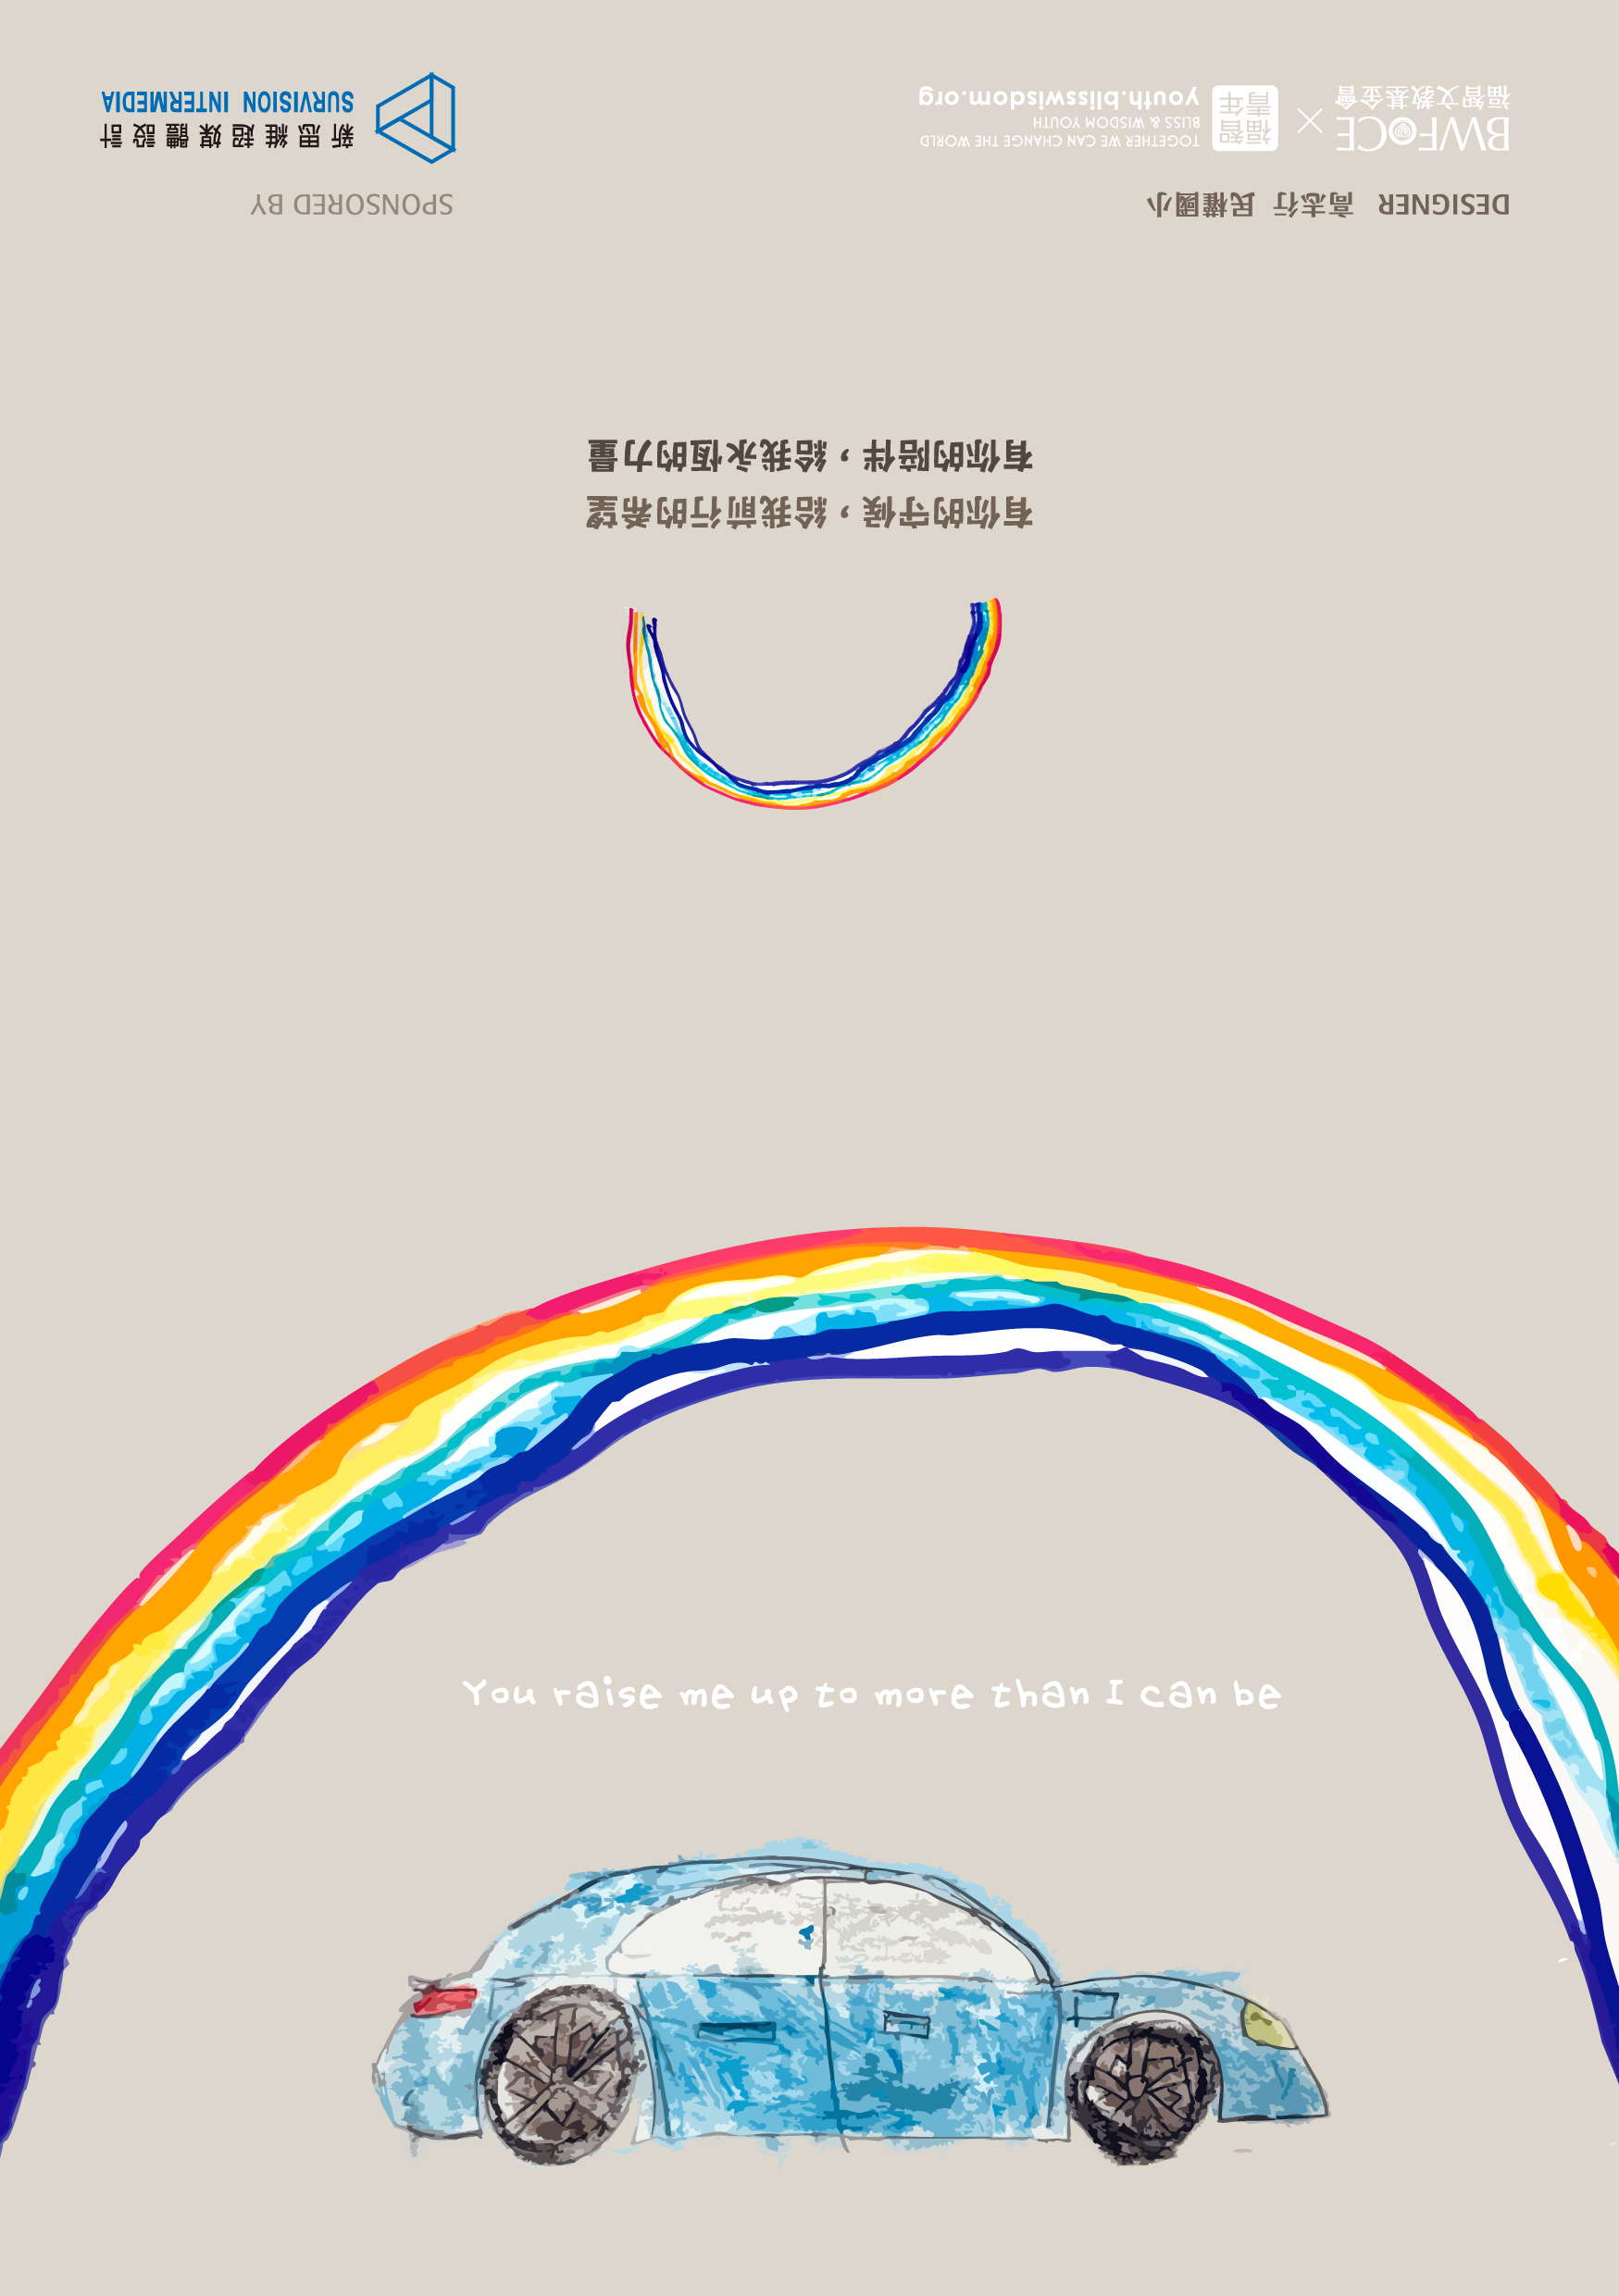 You raise me up to more than I can be
有你的守候，給我前行的希望
有你的陪伴，給我永恆的力量
DESIGNER 高志行 民權國小
BWFOCE
福智文教基金會
福智
青年
TOGETHER WE CAN CHANGE THE WORLD
BLISS & WISDOM YOUTH
youth.blisswisdom.org
SPONSORED BY
新思維超媒體設計
SURVISION INTERMEDIA